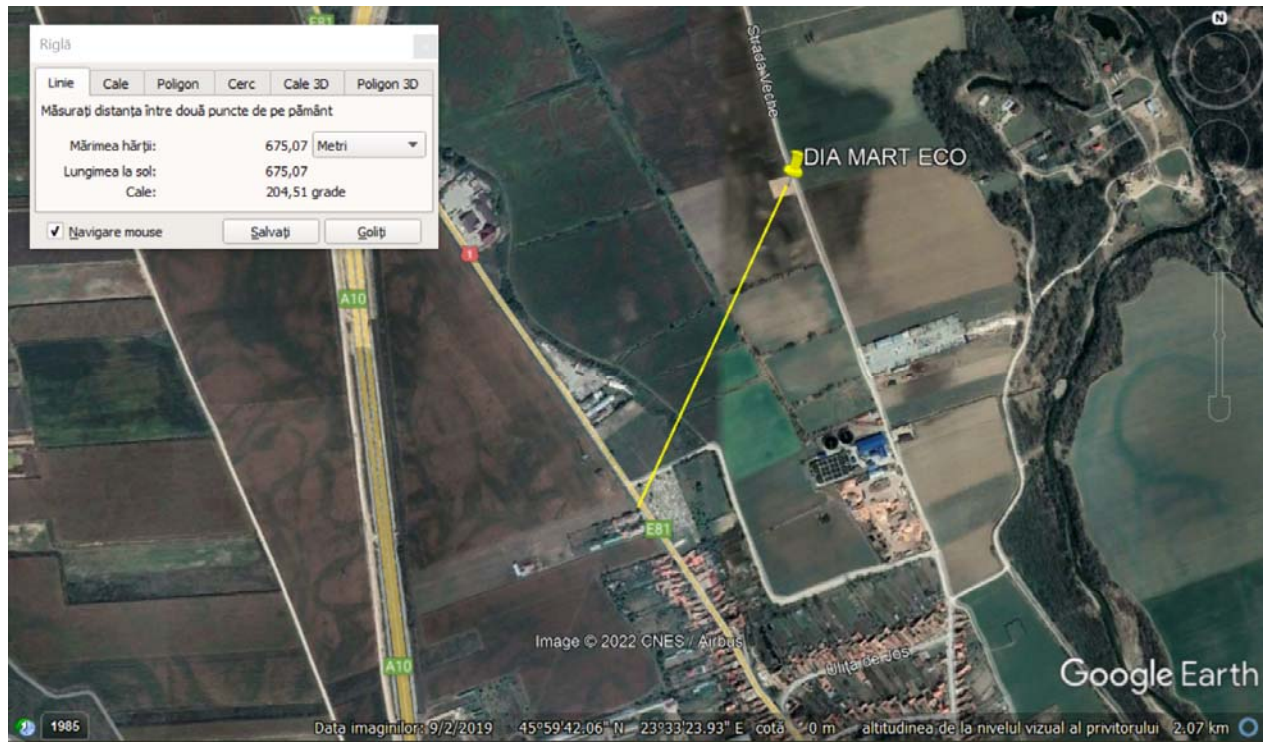 Riglă
Linie Cale Poligon Cerc Cale 3D Poligon 3D
Măsurați distanța între două puncte de pe pământ
Mărimea hărții: 675,07 Metri
Lungimea la sol: 675,07
Cale: 204,51 grade
Navigare mouse Salvați Goliți
E81
N
Strada Veche
DIA MART ECO
1
A10
E81
Image © 2022 CNES / Airbus
A10
Ulița de Jos
Google Earth
1985
Data imaginilor: 9/2/2019 45°59'42.06" N 23°33'23.93" E cotă 0 m altitudinea de la nivelul vizual al privitorului 2.07 km